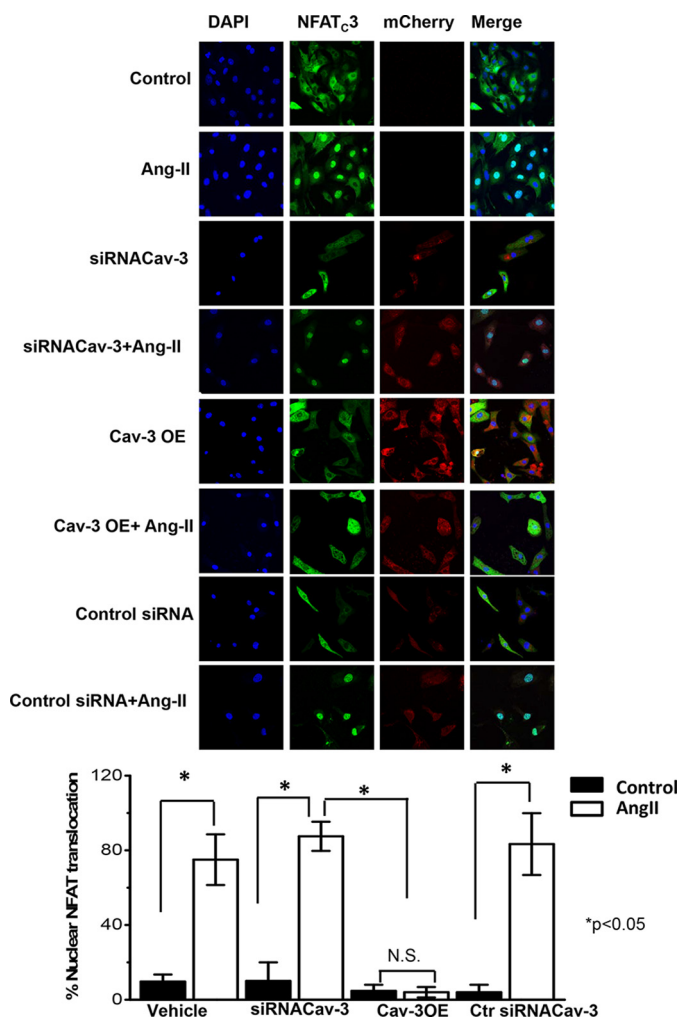 DAPI NFATC3 mCherry Merge
Control
Ang-II
siRNACav-3
siRNACav-3+Ang-II
Cav-3 OE
Cav-3 OE+ Ang-II
Control siRNA
Control siRNA+Ang-II
% Nuclear NFAT translocation
120
80
40
0
* * * *
N.S.
Control
AngII
*p<0.05
Vehicle siRNACav-3 Cav-3OE Ctr siRNACav-3